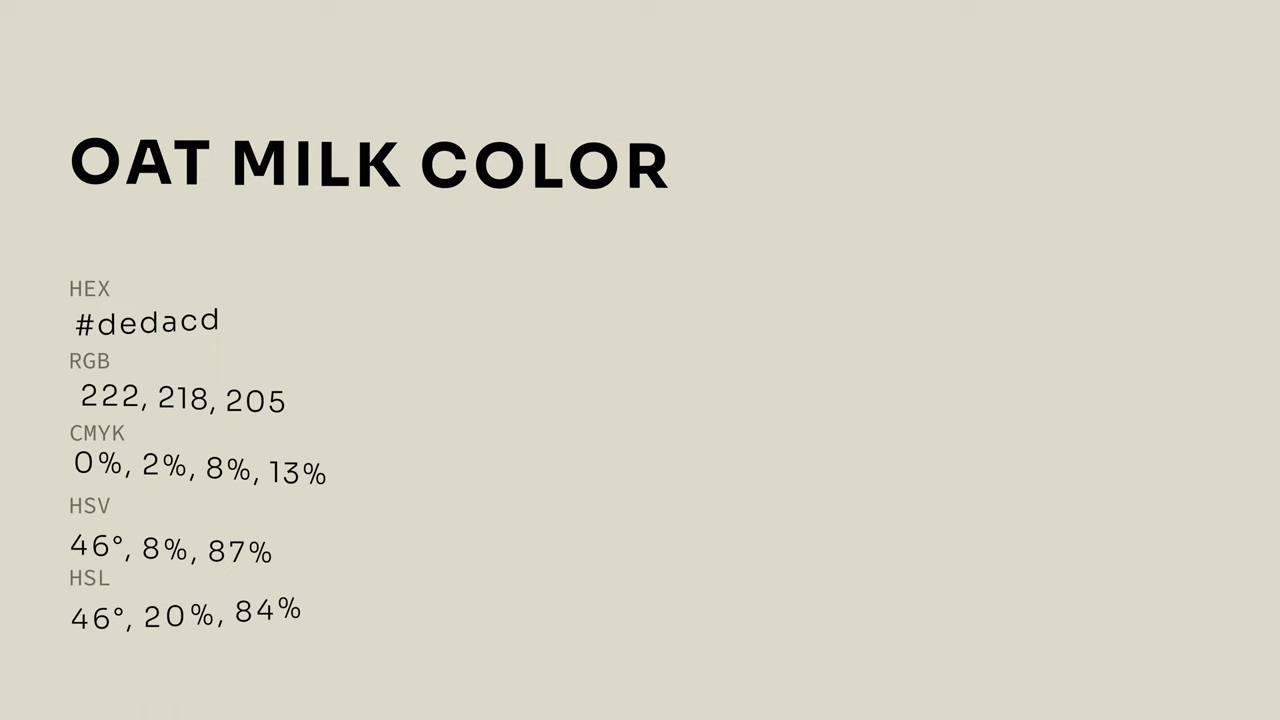 OAT MILK COLOR
HEX
#dedacd
RGB
222, 218, 205
CMYK
0%, 2%, 8%, 13%
HSV
46°, 8%, 87%
HSL
46°, 20%, 84%